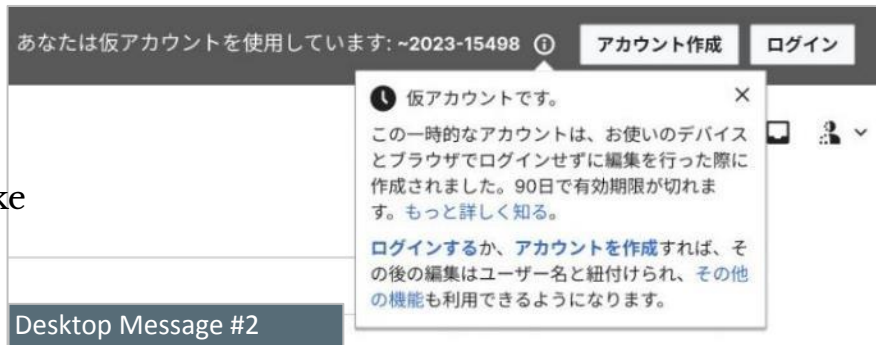 あなたは仮アカウントを使用しています: ~2023-15498 アカウント作成 ログイン
仮アカウントです。
この一時的なアカウントは、お使いのデバイス
とブラウザでログインせずに編集を行った際に
作成されました。90日で有効期限が切れま
す。もっと詳しく知る。
ログインするか、アカウントを作成すれば、そ
の後の編集はユーザー名と紐付けられ、その他
の機能も利用できるようになります。
Desktop Message #2